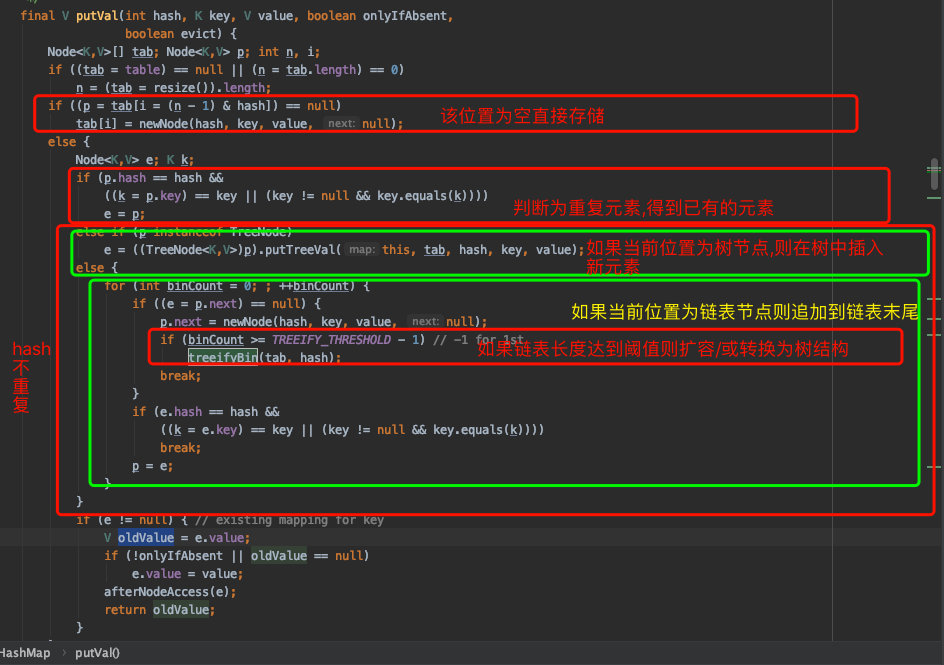 final V putVal(int hash, K key, V value, boolean onlyIfAbsent,
boolean evict) {
Node<K,V>[] tab; Node<K,V> p; int n, i;
if ((tab = table) == null || (n = tab.length) == 0)
n = (tab = resize()).length;
if ((p = tab[i = (n - 1) & hash]) == null)
该位置为空直接存储
tab[i] = newNode(hash, key, value, next: null);
else {
Node<K,V> e; K k;
if (p.hash == hash &&
((k = p.key) == key || (key != null && key.equals(k))))
e = p;
判断为重复元素,得到已有的元素
else if (p instanceof TreeNode)
e = ((TreeNode<K,V>)p).putTreeVal( map: this, tab, hash, key, value);
如果当前位置为树节点,则在树中插入
新元素
else {
for (int binCount = 0; ; ++binCount) {
if ((e = p.next) == null) {
如果当前位置为链表节点则追加到链表末尾
p.next = newNode(hash, key, value, next: null);
if (binCount >= TREEIFY_THRESHOLD - 1) // -1 for 1st
如果链表长度达到阈值则扩容/或转换为树结构
treeifyBin(tab, hash);
hash
不
重
复
break;
}
if (e.hash == hash &&
((k = e.key) == key || (key != null && key.equals(k))))
break;
p = e;
}
}
if (e != null) { // existing mapping for key
V oldValue = e.value;
if (!onlyIfAbsent || oldValue == null)
e.value = value;
afterNodeAccess(e);
return oldValue;
}
HashMap › putVal()